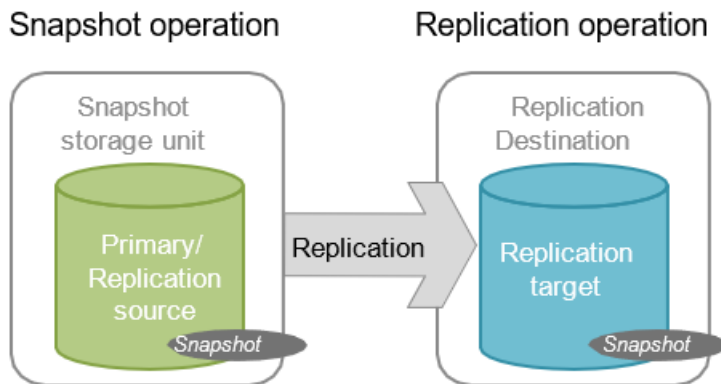 Snapshot operation
Replication operation
Snapshot
storage unit
Primary/
Replication
source
Snapshot
Replication
Replication
Destination
Replication
target
Snapshot